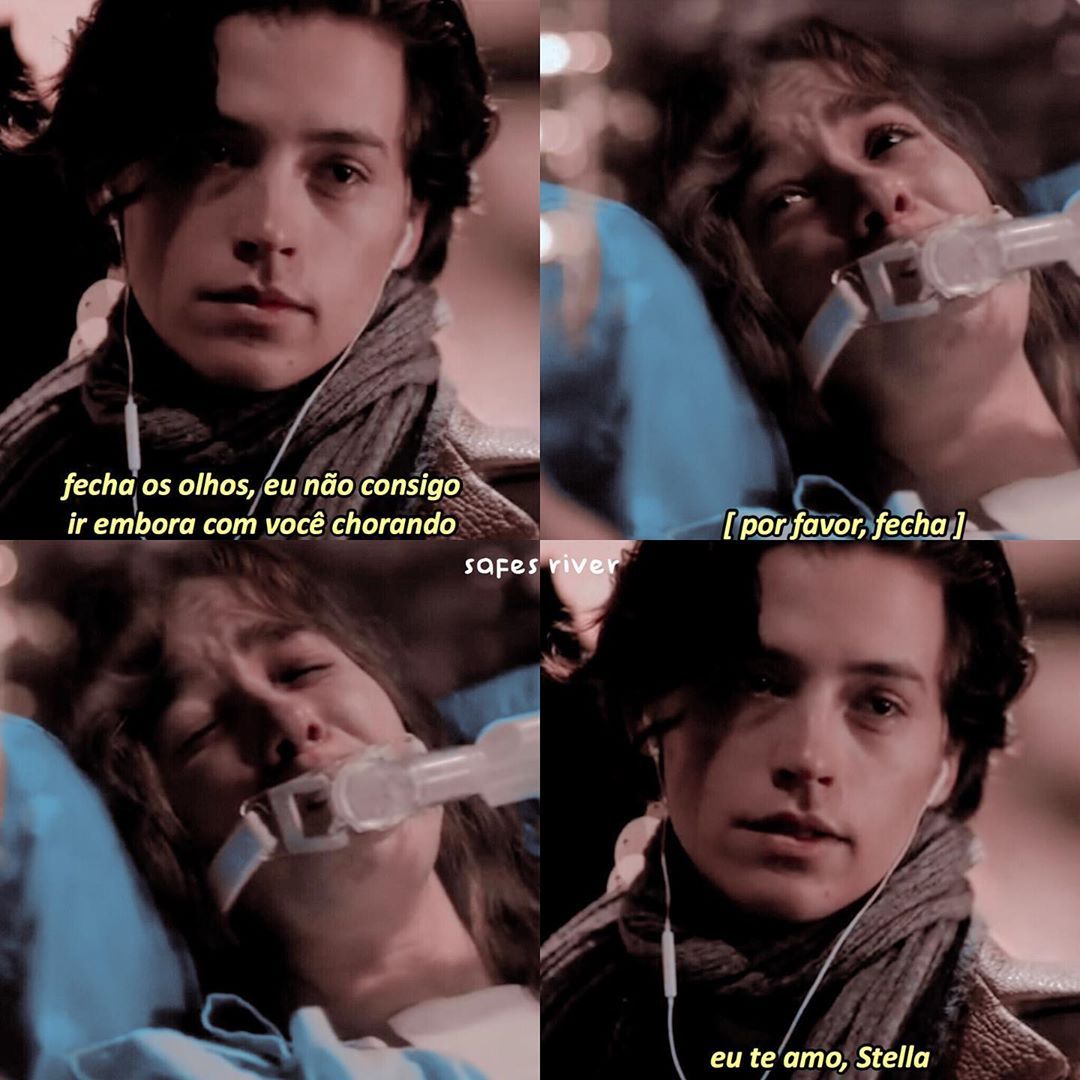 fecha os olhos, eu não consigo
ir embora com você chorando
[ por favor, fecha ]
safes river
eu te amo, Stella